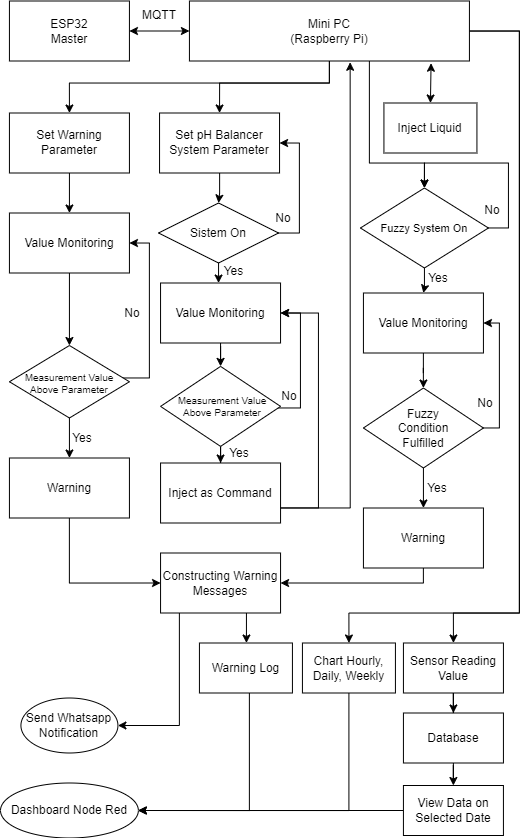 ESP32
Master
MQTT
Mini PC
(Raspberry Pi)
Set Warning
Parameter
Set pH Balancer
System Parameter
Inject Liquid
Value Monitoring
Sistem On
No
Fuzzy System On
No
Yes
Yes
No
Value Monitoring
Value Monitoring
Measurement Value
Above Parameter
Measurement Value
Above Parameter
No
Fuzzy
Condition
Fulfilled
No
Yes
Yes
Yes
Warning
Inject as Command
Warning
Constructing Warning
Messages
Warning Log
Chart Hourly,
Daily, Weekly
Sensor Reading
Value
Send Whatsapp
Notification
Database
Dashboard Node Red
View Data on
Selected Date